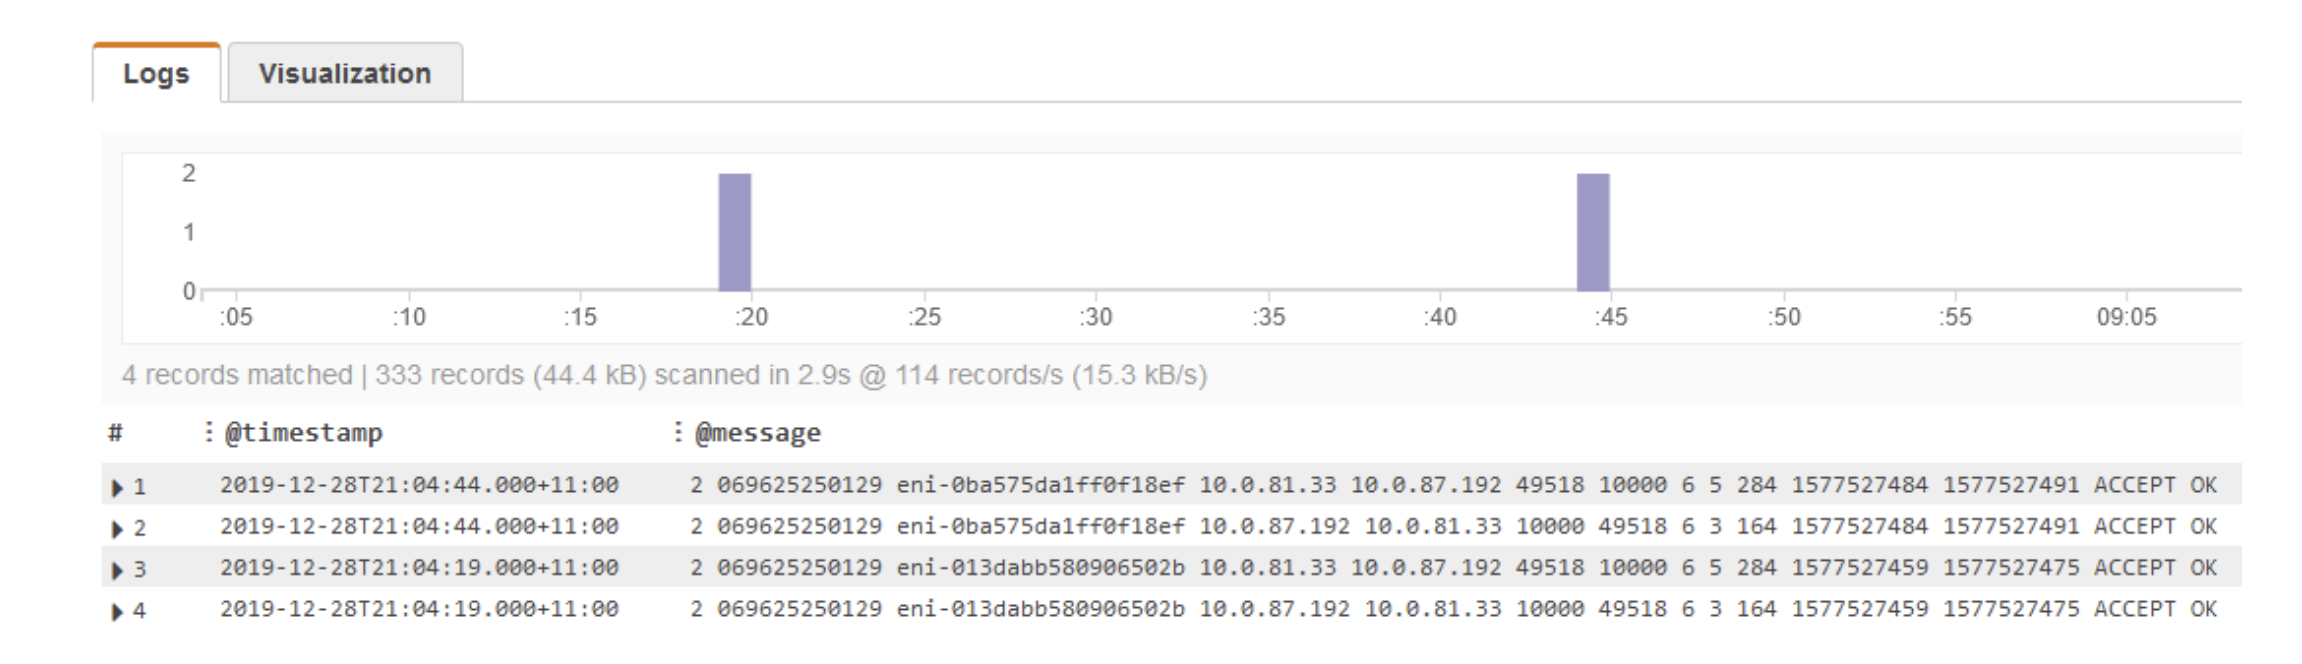 Logs Visualization
2
1
0
:05 :10 :15 :20 :25 :30 :35 :40 :45 :50 :55 09:05
4 records matched | 333 records (44.4 kB) scanned in 2.9s @ 114 records/s (15.3 kB/s)
# : @timestamp : @message
1 2019-12-28T21:04:44.000+11:00 2 069625250129 eni-0ba575da1ff0f18ef 10.0.81.33 10.0.87.192 49518 10000 6 5 284 1577527484 1577527491 ACCEPT OK
2 2019-12-28T21:04:44.000+11:00 2 069625250129 eni-0ba575da1ff0f18ef 10.0.87.192 10.0.81.33 10000 49518 6 3 164 1577527484 1577527491 ACCEPT OK
3 2019-12-28T21:04:19.000+11:00 2 069625250129 eni-013dabb580906502b 10.0.81.33 10.0.87.192 49518 10000 6 5 284 1577527459 1577527475 ACCEPT OK
4 2019-12-28T21:04:19.000+11:00 2 069625250129 eni-013dabb580906502b 10.0.87.192 10.0.81.33 10000 49518 6 3 164 1577527459 1577527475 ACCEPT OK